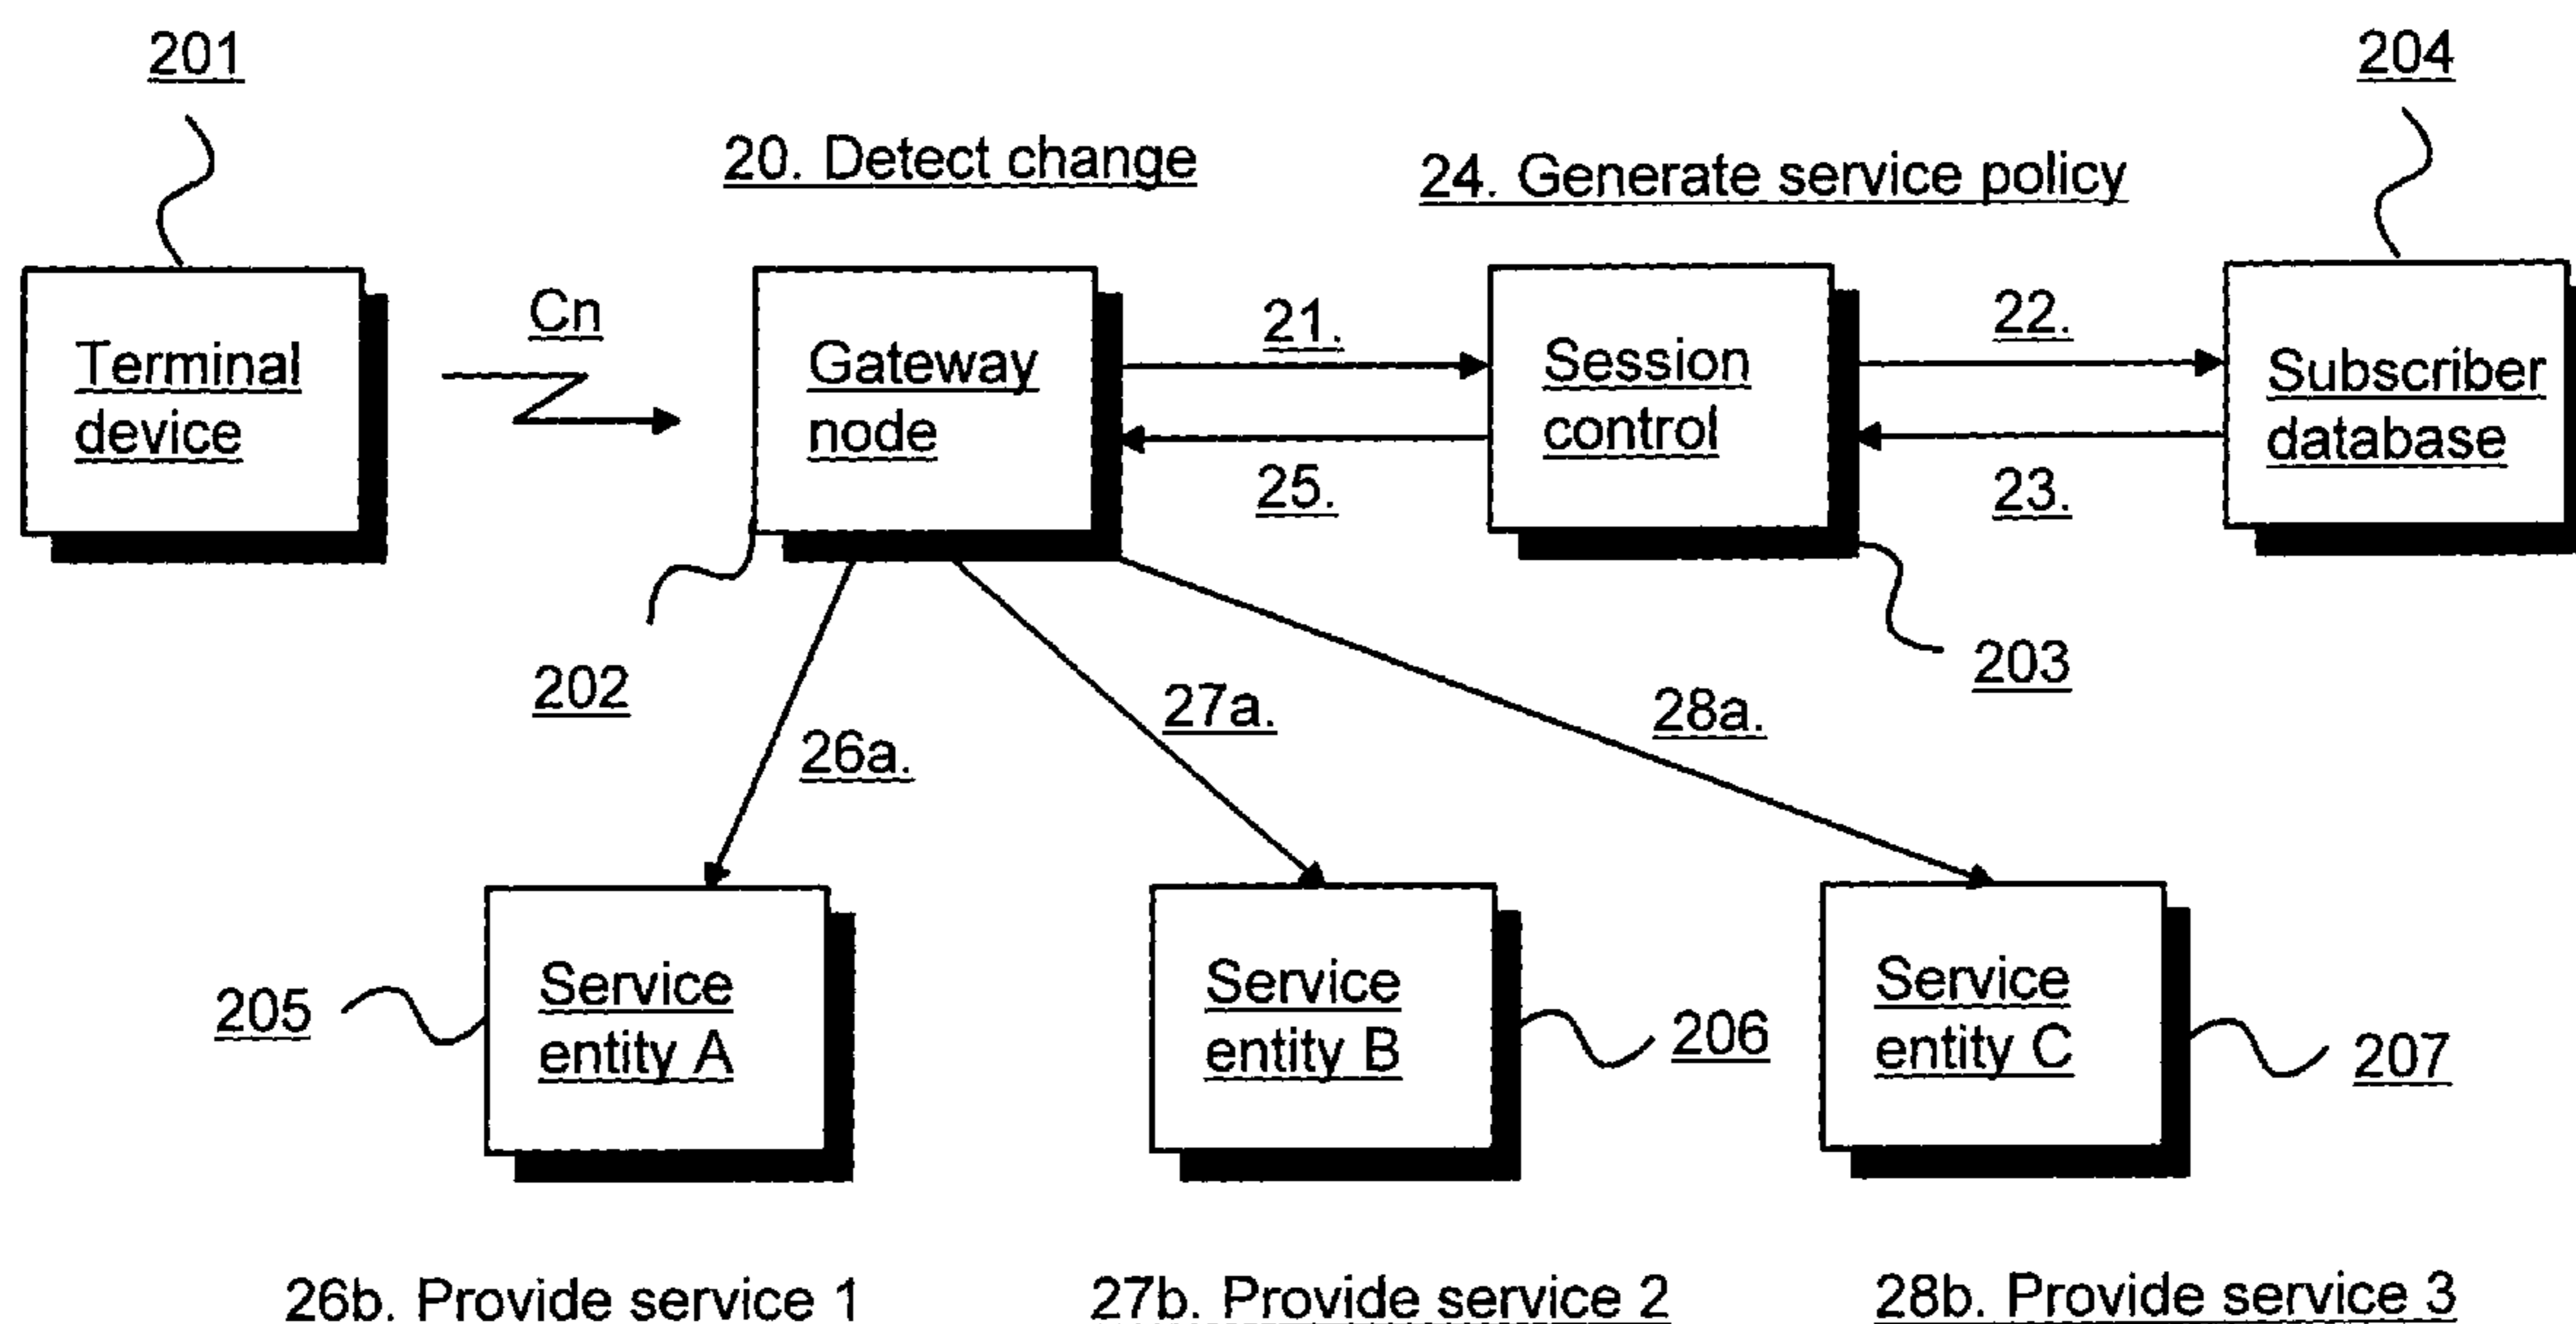 201
204
20. Detect change
24. Generate service policy
Cn
21.
22.
Terminal
device
Gateway
node
Session
control
Subscriber
database
25.
23.
202
203
26a.
27a.
28a.
Service
entity A
Service
entity B
Service
entity C
205
206
207
26b. Provide service 1
27b. Provide service 2
28b. Provide service 3